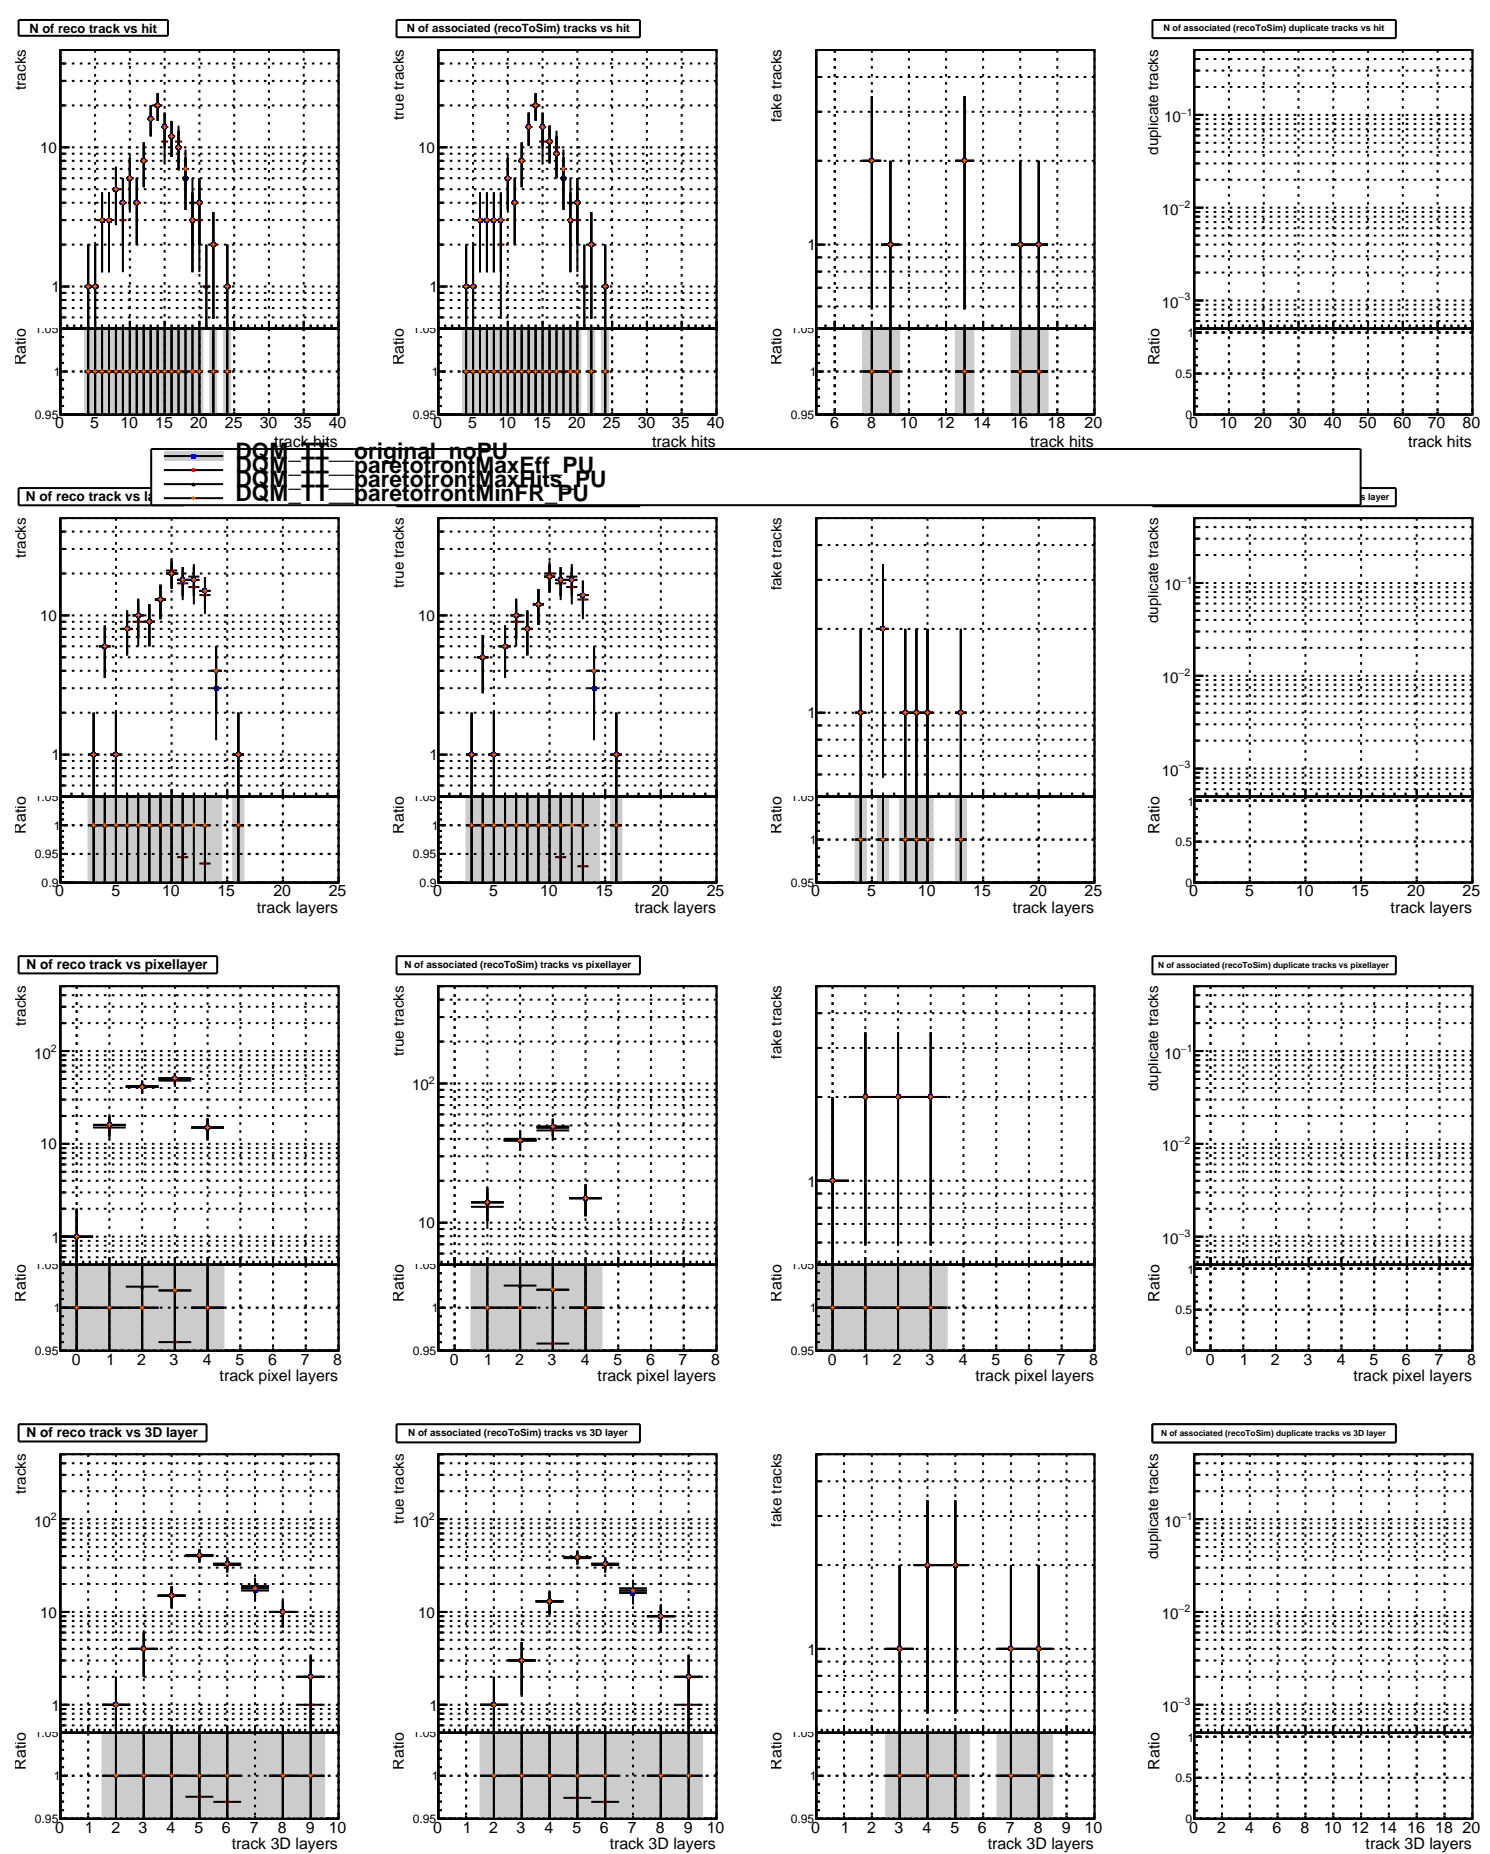 N of reco track vs hit
N of associated (recoToSim) tracks vs hit
N of associated (recoToSim) duplicate tracks vs hit
tracks
true tracks
fake tracks
duplicate tracks
10
1
10
1
1
10⁻¹
10⁻²
10⁻³
Ratio
1.05
1
0.95
Ratio
1.05
1
0.95
Ratio
1.05
1
0.95
Ratio
1
0.5
0
0 5 10 15 20 25 30 35 40
0 5 10 15 20 25 30 35 40
6 8 10 12 14 16 18 20
0 10 20 30 40 50 60 70 80
track hits
track hits
track hits
track hits
DQM_TT__original_noPU
DQM_TT__paretofrontMaxEff_PU
DQM_TT__paretofrontMaxHits_PU
DQM_TT__paretofrontMinFR_PU
N of reco track vs
layer
tracks
true tracks
fake tracks
duplicate tracks
10
1
10
1
1
10⁻¹
10⁻²
10⁻³
Ratio
1.05
1
0.95
0.9
Ratio
1.05
1
0.95
0.9
Ratio
1.05
1
0.95
Ratio
1
0.5
0
0 5 10 15 20 25
0 5 10 15 20 25
0 5 10 15 20 25
0 5 10 15 20 25
track layers
track layers
track layers
track layers
N of reco track vs pixellayer
N of associated (recoToSim) tracks vs pixellayer
N of associated (recoToSim) duplicate tracks vs pixellayer
tracks
true tracks
fake tracks
duplicate tracks
10²
10
1
10²
10
1
10⁻¹
10⁻²
10⁻³
Ratio
1.05
1
0.95
Ratio
1.05
1
0.95
Ratio
1.05
1
0.95
Ratio
1
0.5
0
0 1 2 3 4 5 6 7 8
0 1 2 3 4 5 6 7 8
0 1 2 3 4 5 6 7 8
0 1 2 3 4 5 6 7 8
track pixel layers
track pixel layers
track pixel layers
track pixel layers
N of reco track vs 3D layer
N of associated (recoToSim) tracks vs 3D layer
N of associated (recoToSim) duplicate tracks vs 3D layer
tracks
true tracks
fake tracks
duplicate tracks
10²
10
1
10²
10
1
1
10⁻¹
10⁻²
10⁻³
Ratio
1.05
1
0.95
Ratio
1.05
1
0.95
Ratio
1.05
1
0.95
Ratio
1
0.5
0
0 1 2 3 4 5 6 7 8 9 10
0 1 2 3 4 5 6 7 8 9 10
0 1 2 3 4 5 6 7 8 9 10
0 2 4 6 8 10 12 14 16 18 20
track 3D layers
track 3D layers
track 3D layers
track 3D layers